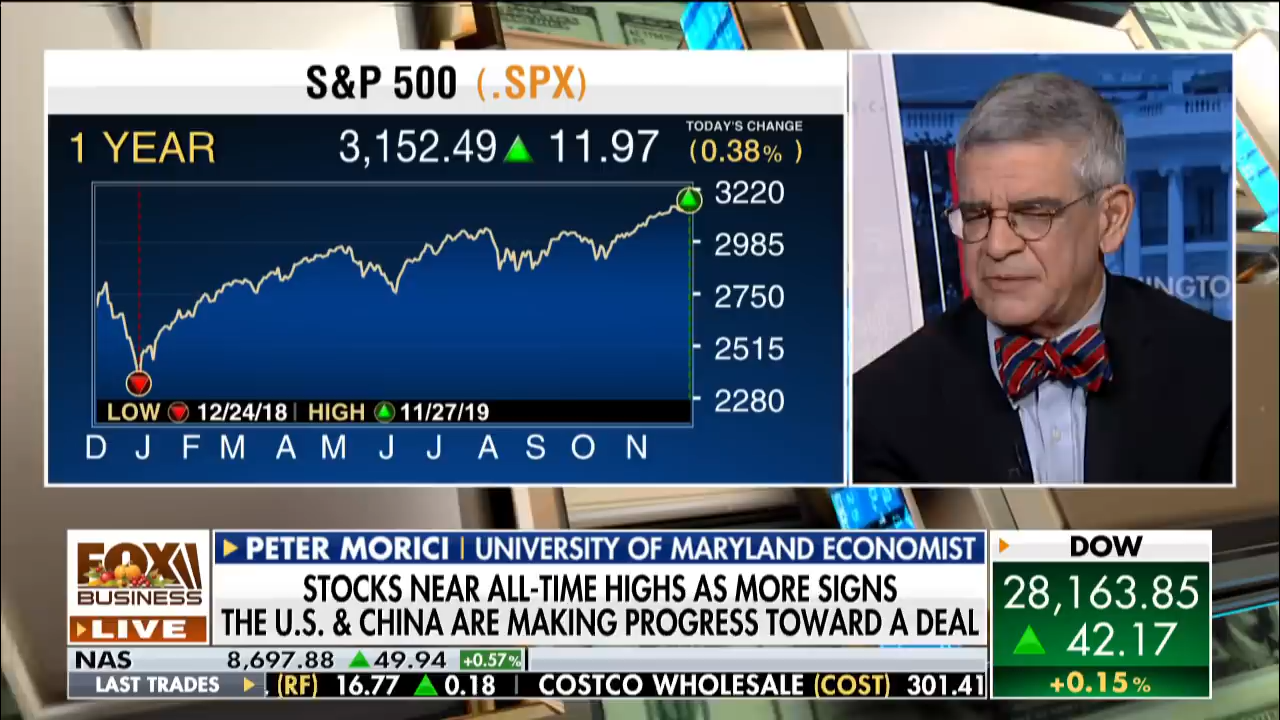 S&P 500 (.SPX)
1 YEAR 3,152.49 11.97 TODAY'S CHANGE (0.38% )
3220
2985
2750
2515
2280
LOW 12/24/18 | HIGH 11/27/19
D J F M A M J J A S O N
INGTO
FOX
BUSINESS
LIVE
PETER MORICI | UNIVERSITY OF MARYLAND ECONOMIST
STOCKS NEAR ALL-TIME HIGHS AS MORE SIGNS
THE U.S. & CHINA ARE MAKING PROGRESS TOWARD A DEAL
DOW
28,163.85
42.17
+0.15%
NAS 8,697.88 49.94 +0.57%
LAST TRADES . (RF) 16.77 0.18 | COSTCO WHOLESALE (COST) 301.41